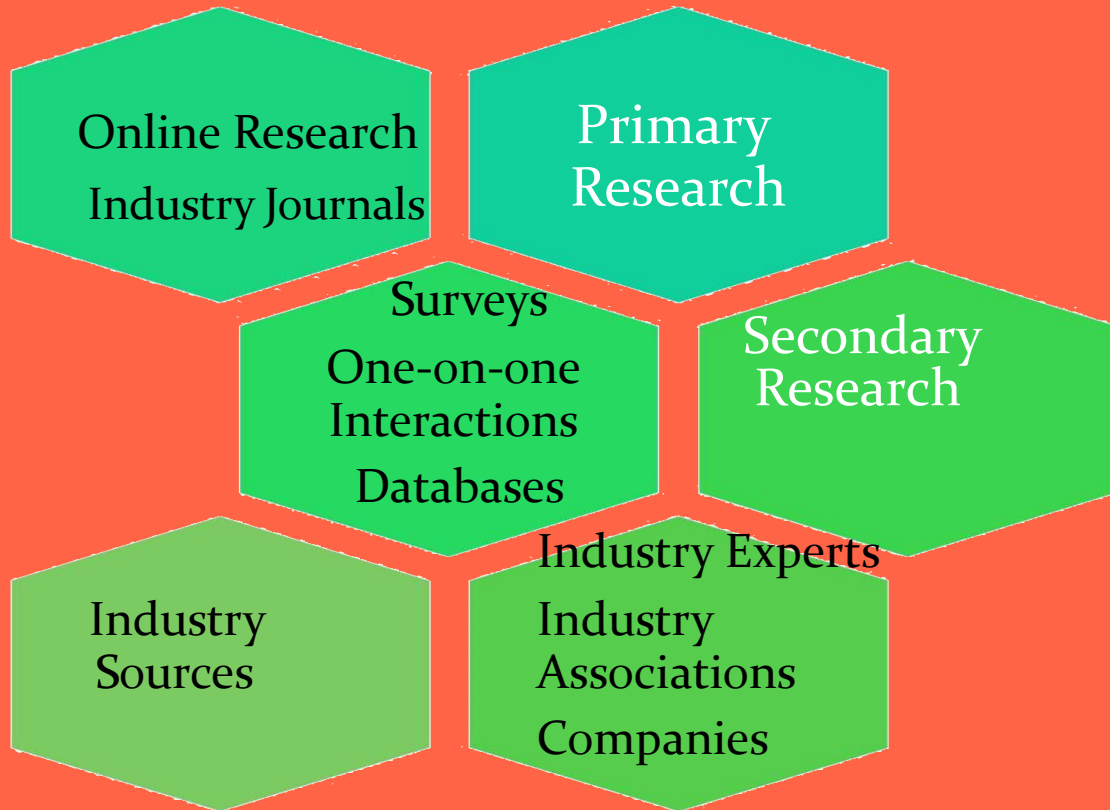 Online Research
Industry Journals
Primary
Research
Surveys
One-on-one
Interactions
Databases
Secondary
Research
Industry
Sources
Industry Experts
Industry
Associations
Companies